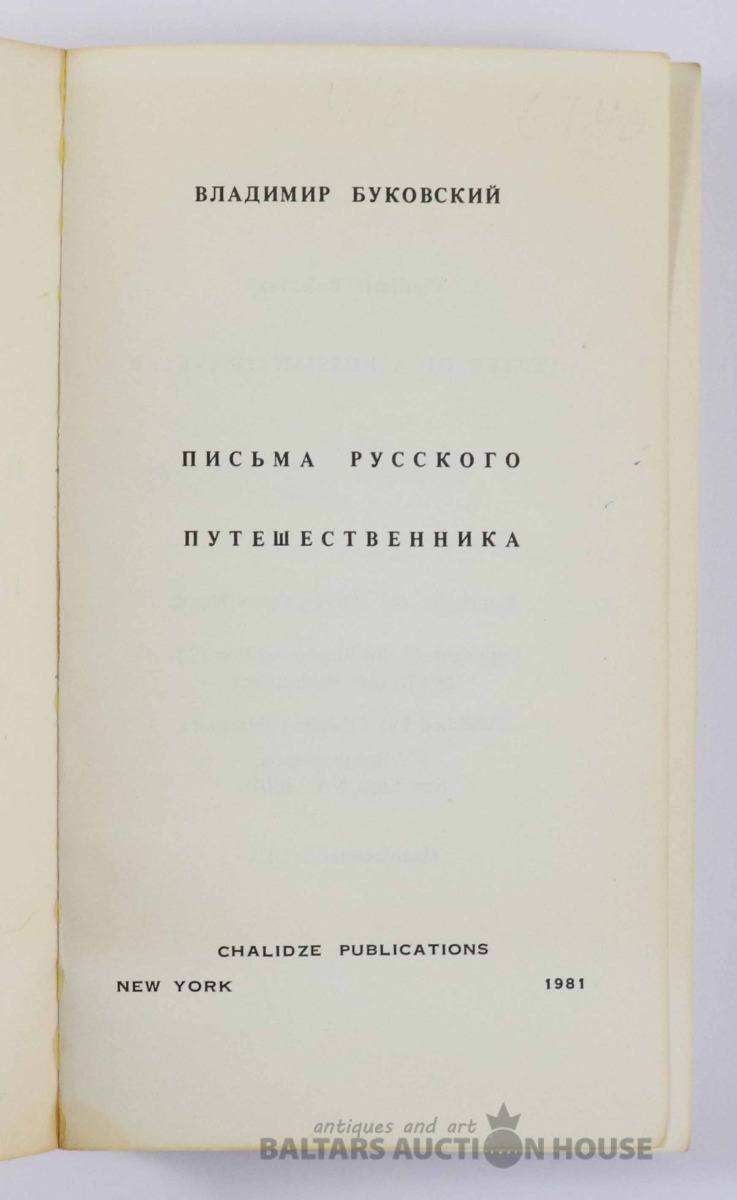 ВЛАДИМИР БУКОВСКИЙ
ПИСЬМА РУССКОГО
ПУТЕШЕСТВЕННИКА
CHALIDZE PUBLICATIONS
NEW YORK 1981
antiques and art
BALTARS AUCTION HOUSE